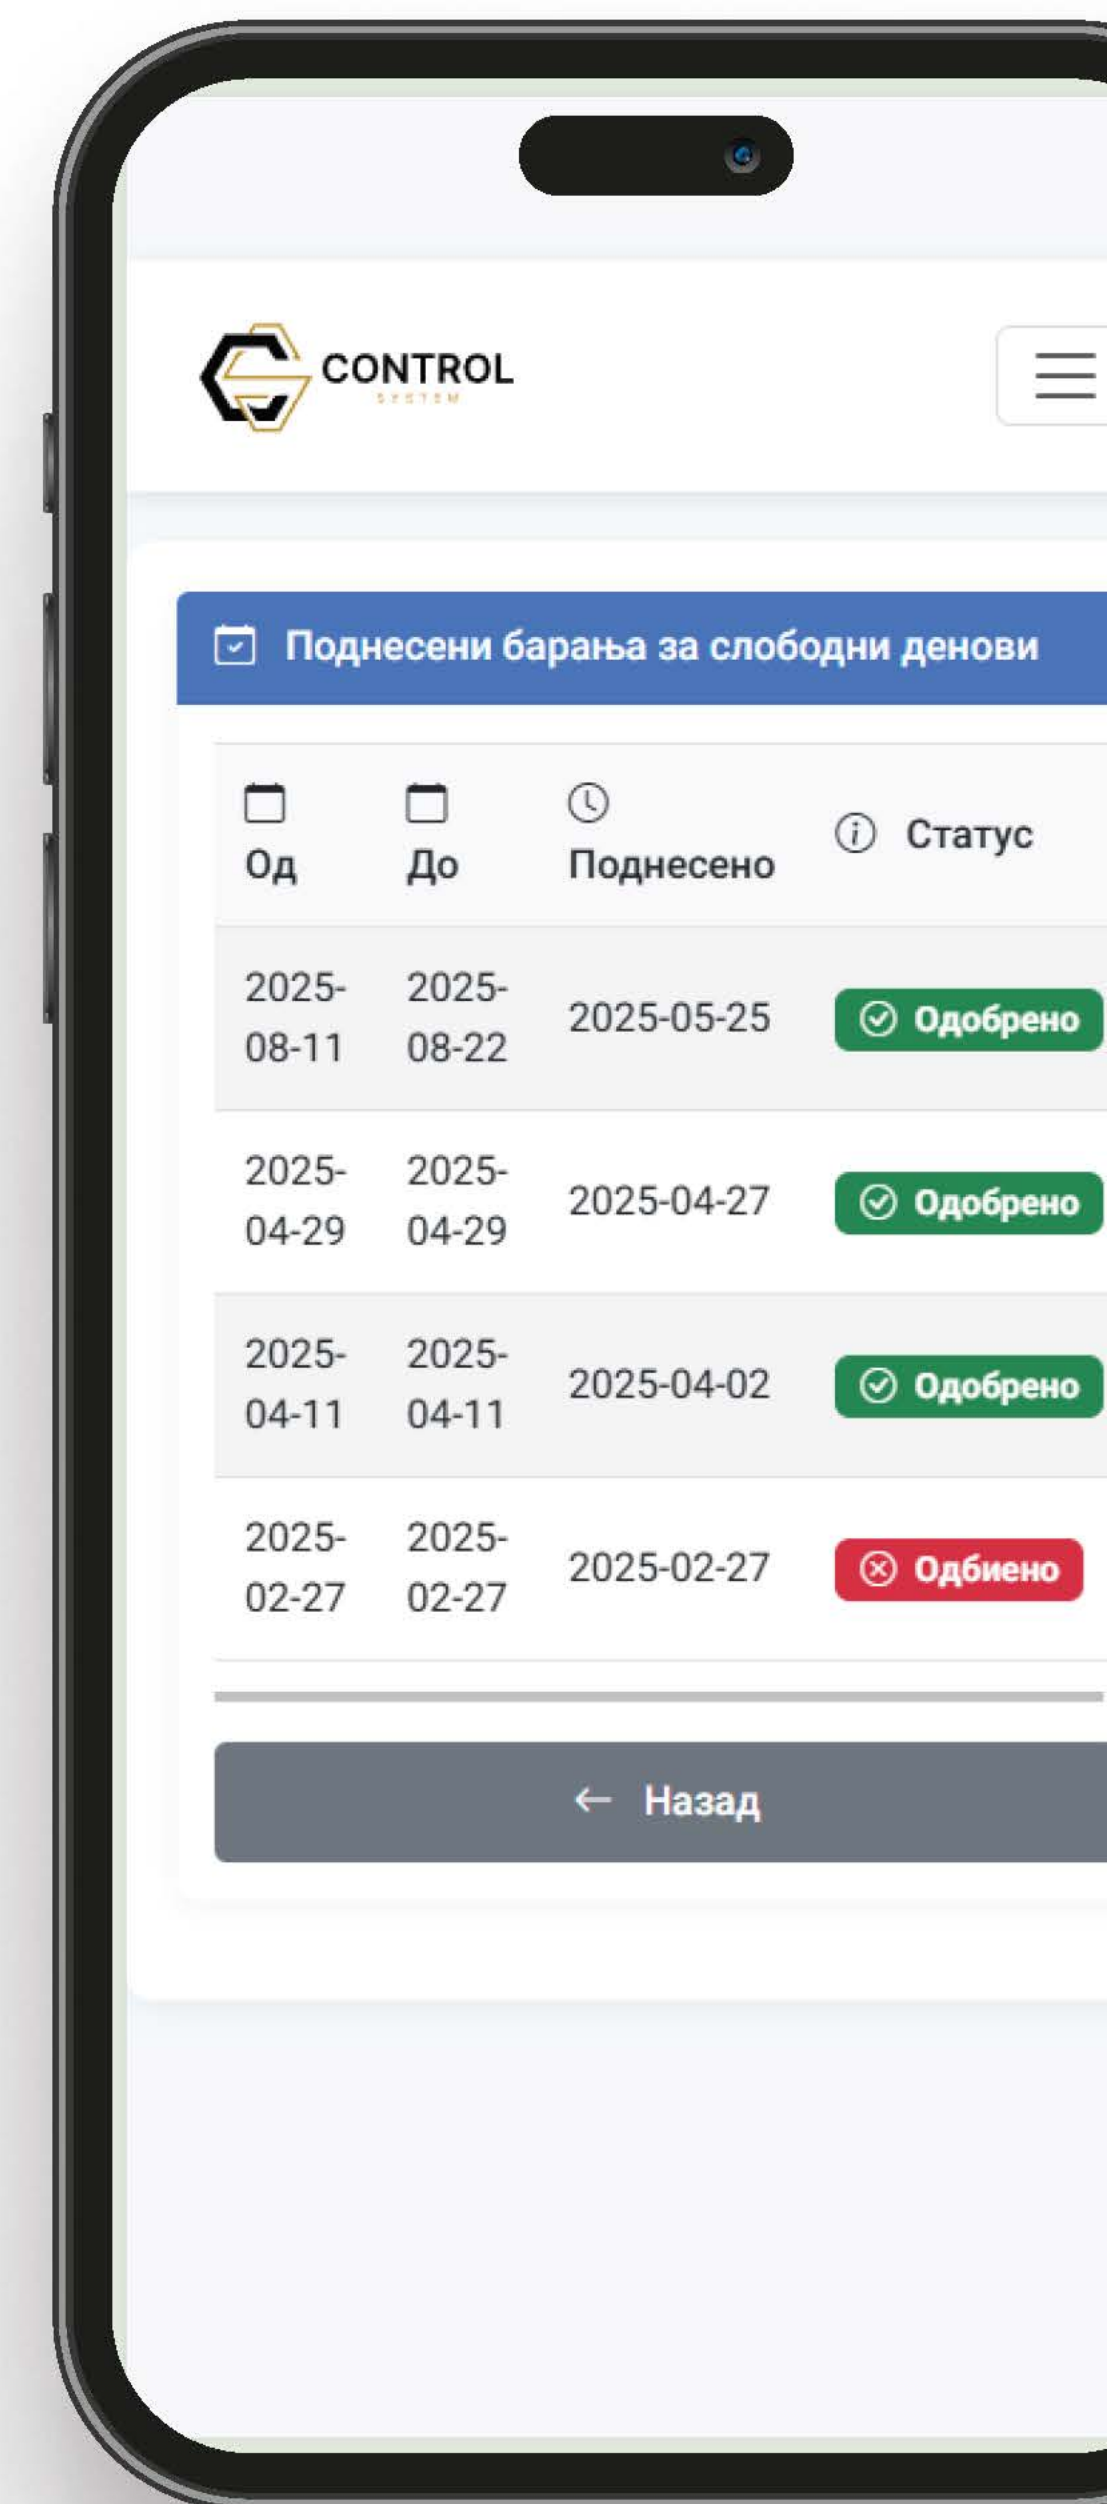 CONTROL
SYSTEM
Поднесени барања за слободни денови
Од До Поднесено Статус
2025- 2025- 2025-05-25 Одобрено
08-11 08-22
2025- 2025- 2025-04-27 Одобрено
04-29 04-29
2025- 2025- 2025-04-02 Одобрено
04-11 04-11
2025- 2025- 2025-02-27 Одбиено
02-27 02-27
← Назад